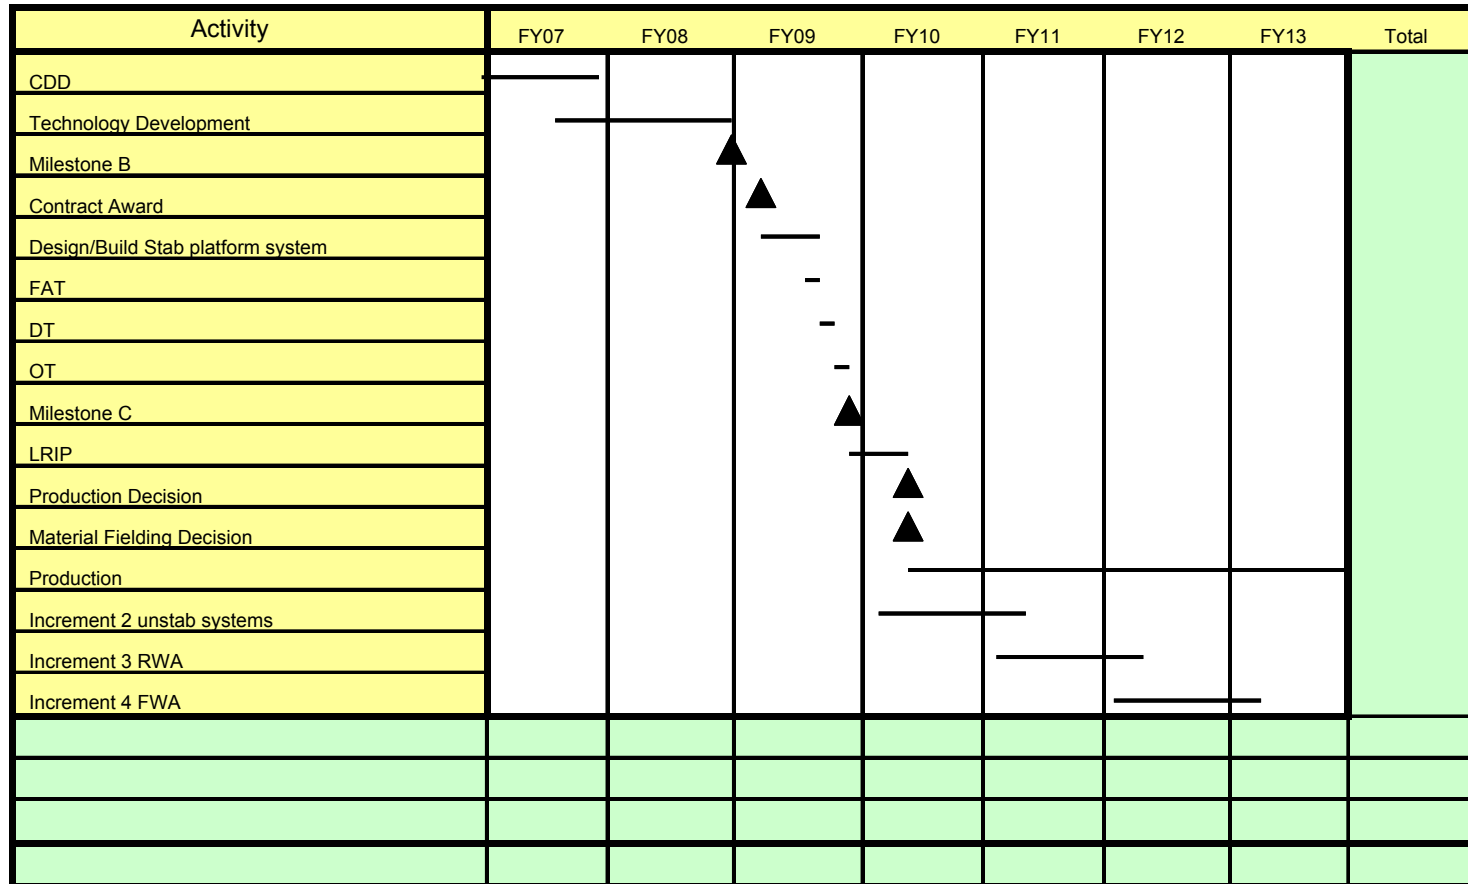 Activity FY07 FY08 FY09 FY10 FY11 FY12 FY13 Total
CDD
Technology Development
Milestone B
Contract Award
Design/Build Stab platform system
FAT
DT
OT
Milestone C
LRIP
Production Decision
Material Fielding Decision
Production
Increment 2 unstab systems
Increment 3 RWA
Increment 4 FWA